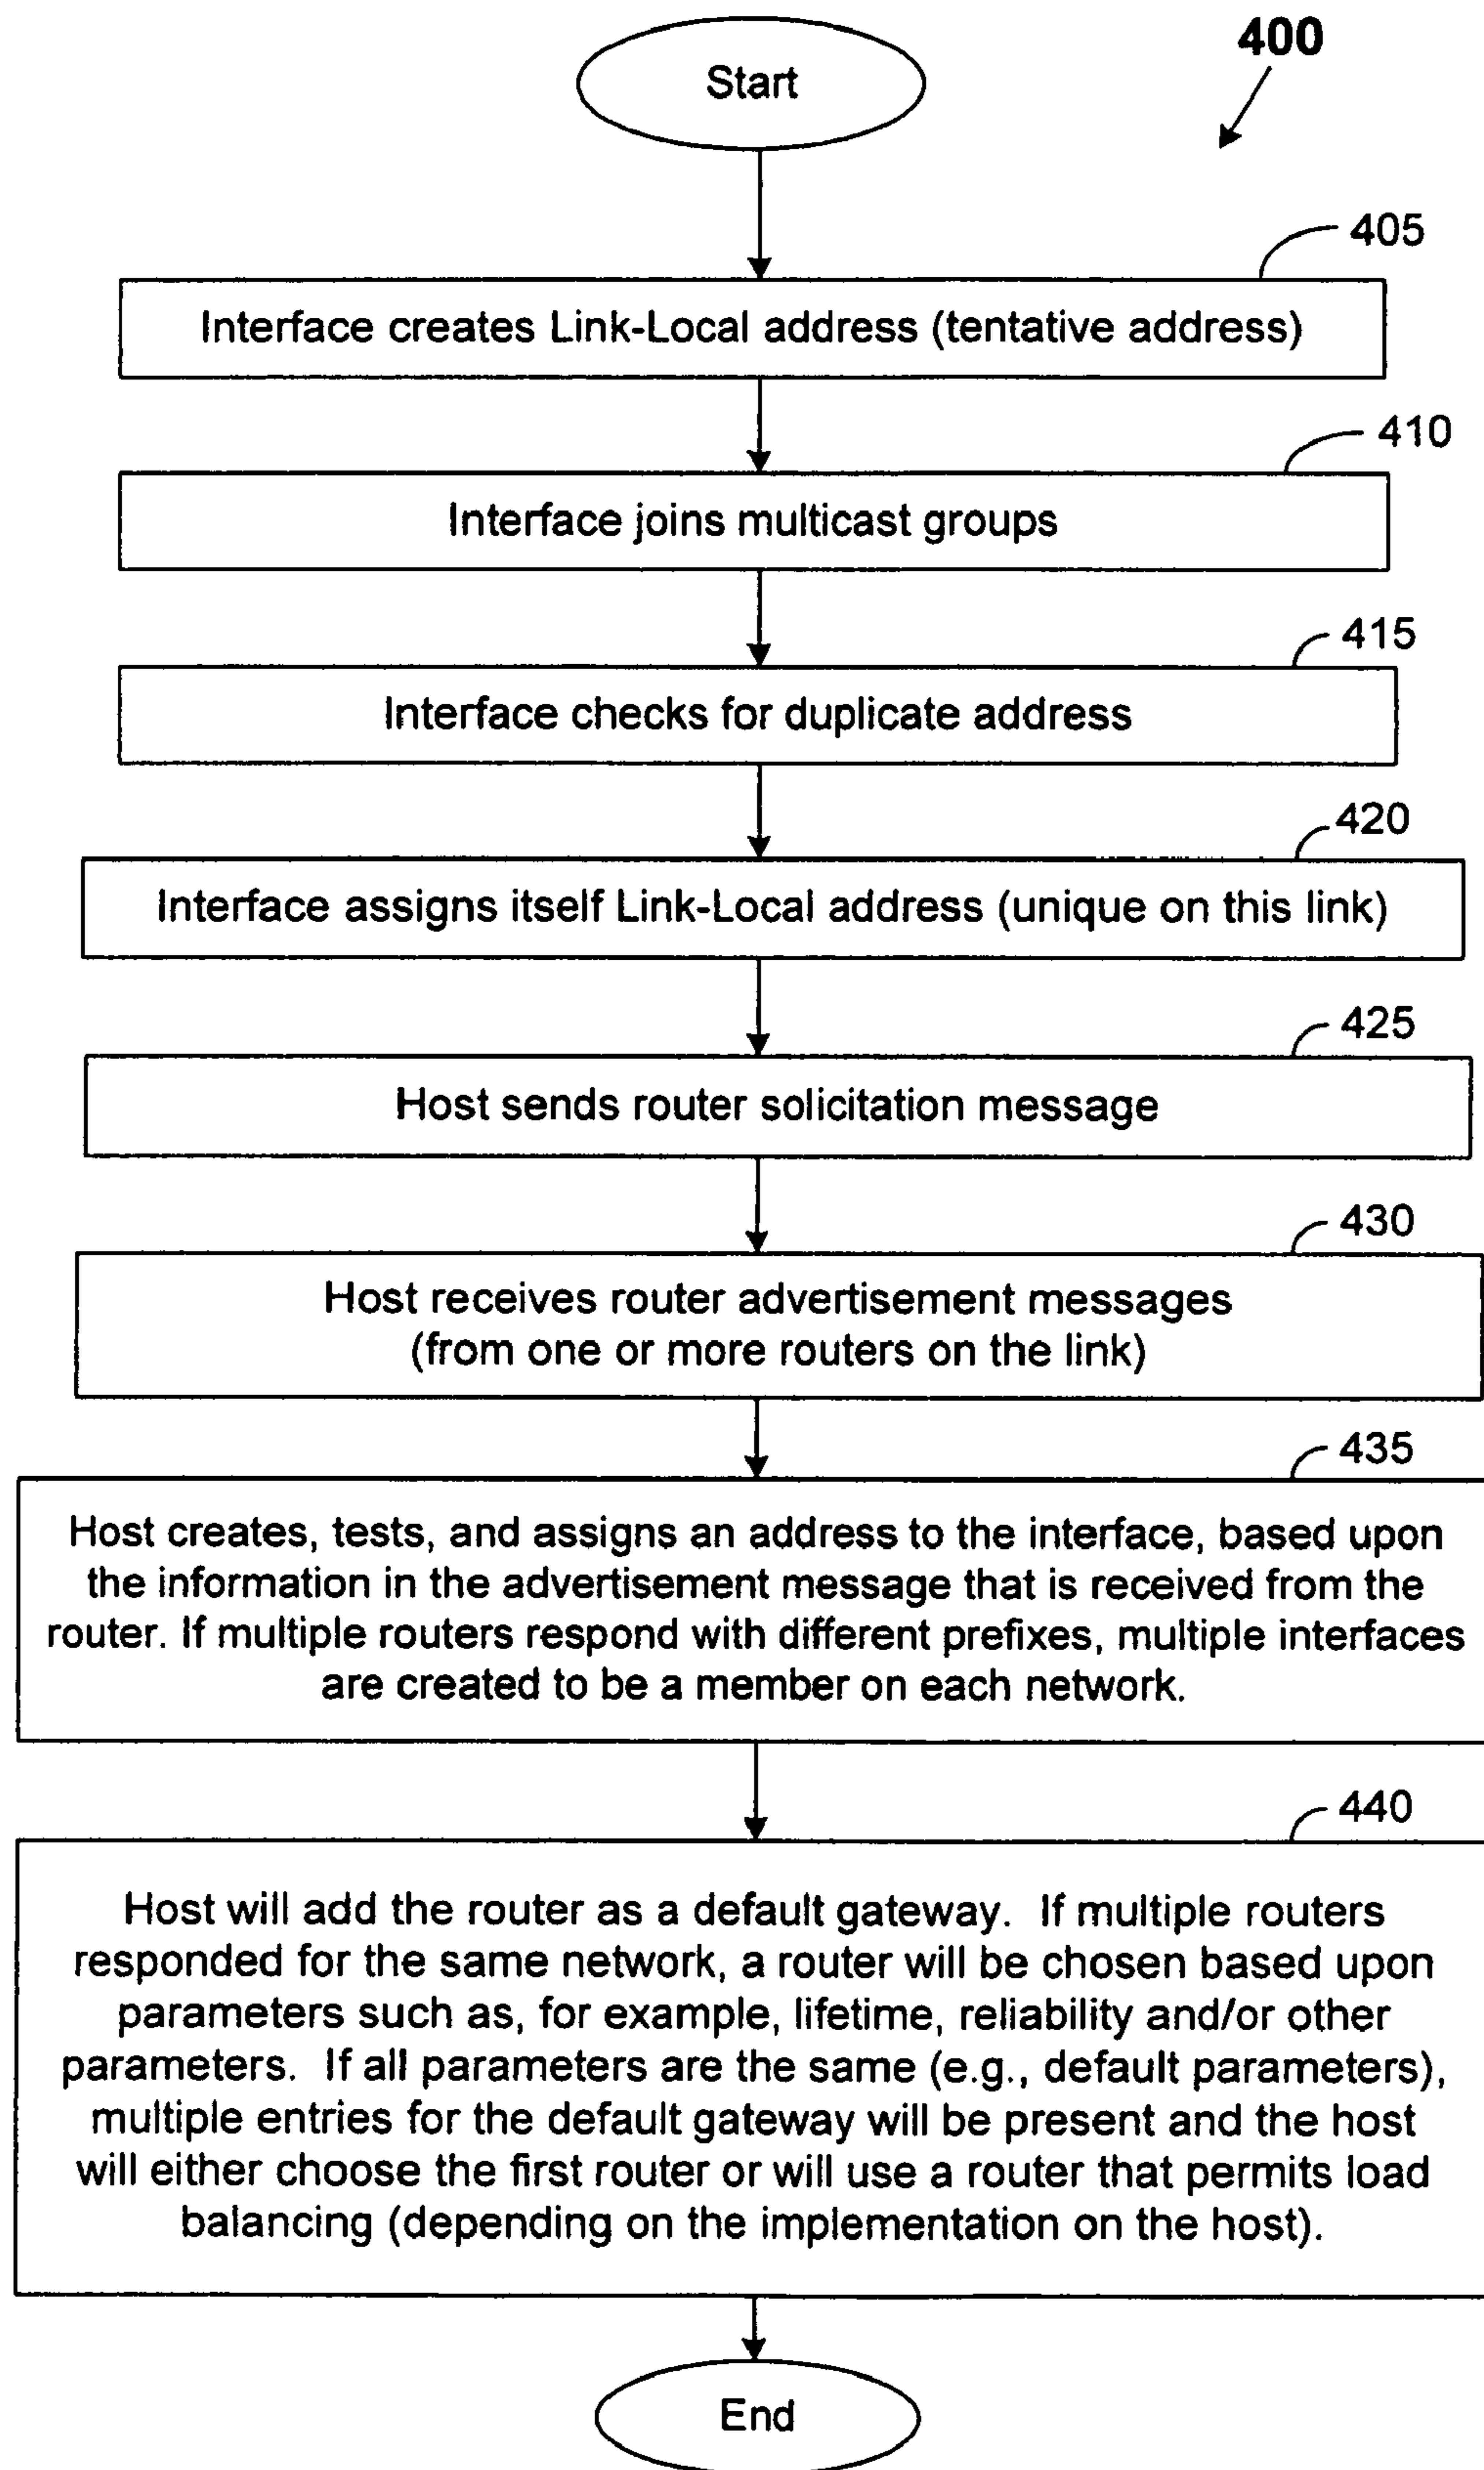 400
Start
405
Interface creates Link-Local address (tentative address)
410
Interface joins multicast groups
415
Interface checks for duplicate address
420
Interface assigns itself Link-Local address (unique on this link)
425
Host sends router solicitation message
430
Host receives router advertisement messages
(from one or more routers on the link)
435
Host creates, tests, and assigns an address to the interface, based upon
the information in the advertisement message that is received from the
router. If multiple routers respond with different prefixes, multiple interfaces
are created to be a member on each network.
440
Host will add the router as a default gateway. If multiple routers
responded for the same network, a router will be chosen based upon
parameters such as, for example, lifetime, reliability and/or other
parameters. If all parameters are the same (e.g., default parameters),
multiple entries for the default gateway will be present and the host
will either choose the first router or will use a router that permits load
balancing (depending on the implementation on the host).
End